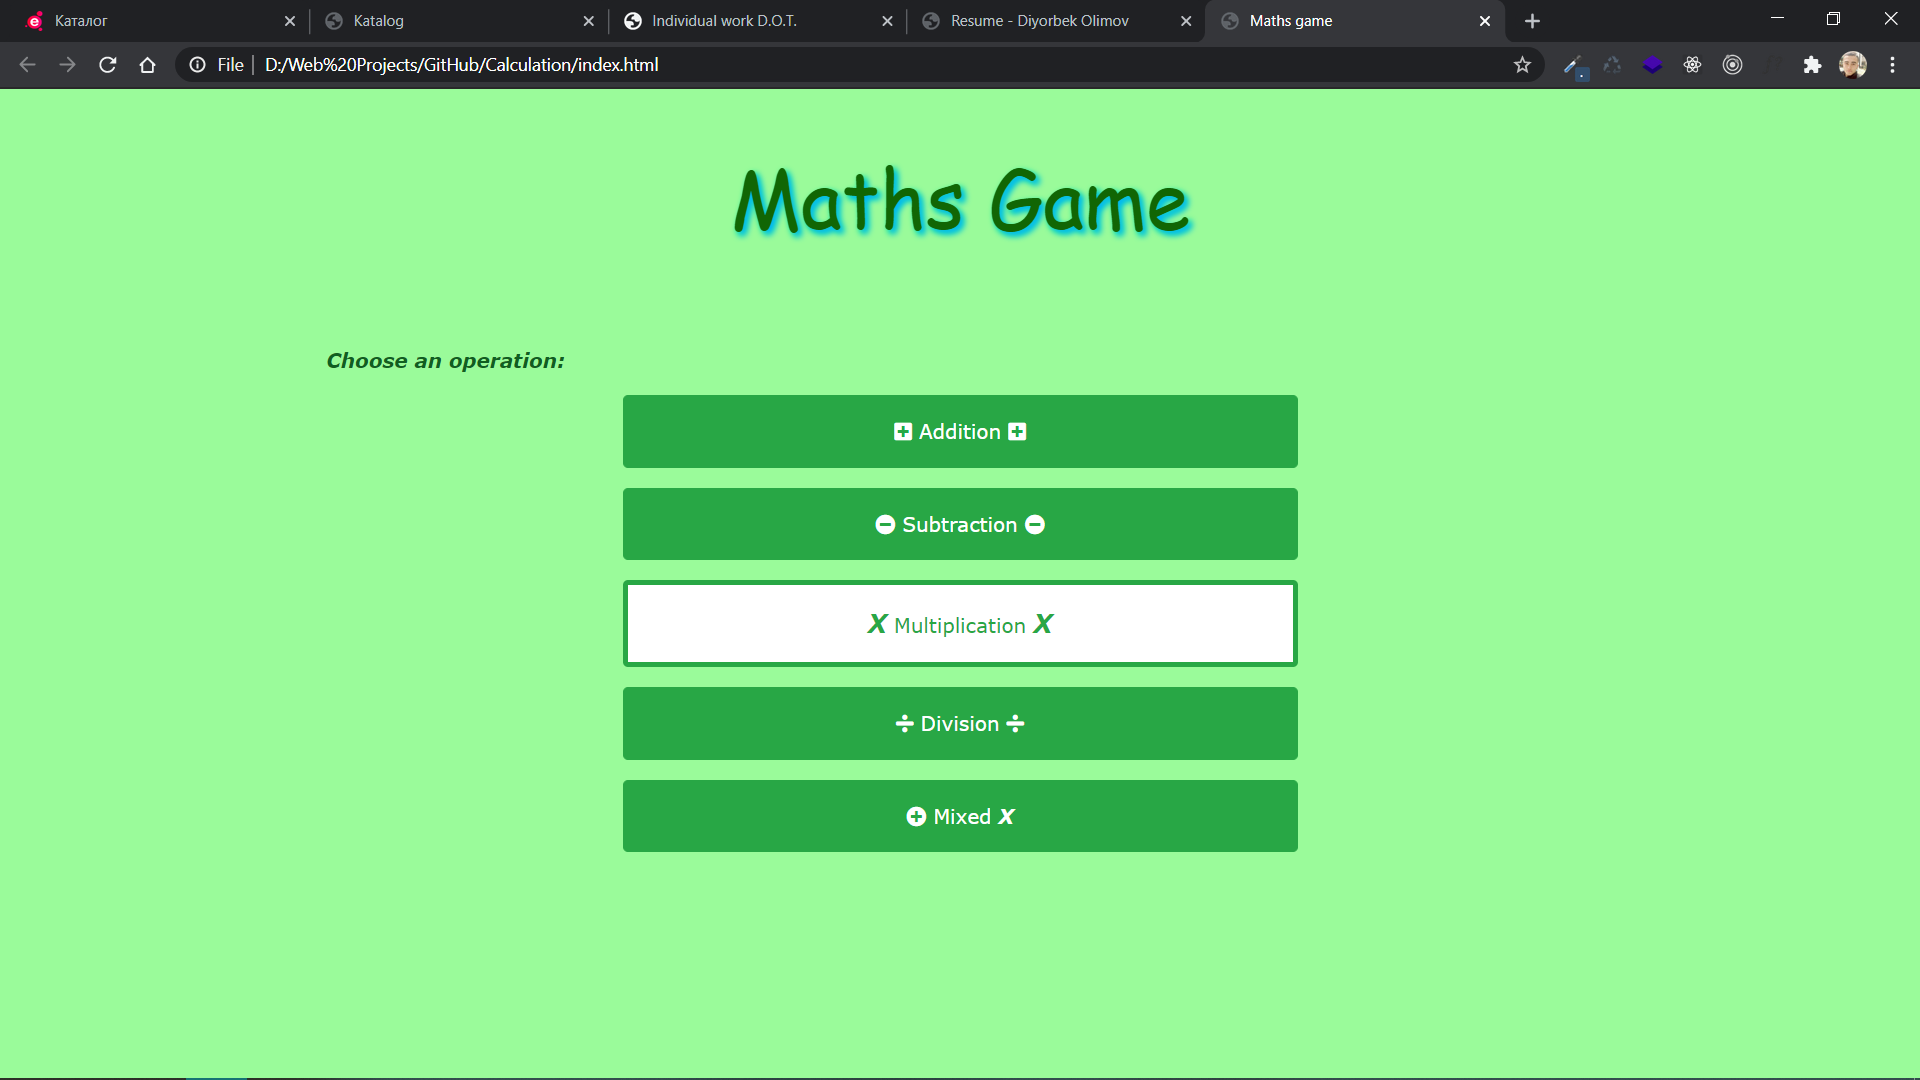 Каталог
Katalog
Individual work D.O.T.
Resume - Diyorbek Olimov
Maths game
File
D:/Web%20Projects/GitHub/Calculation/index.html
Maths Game
Choose an operation:
Addition
Subtraction
X Multiplication X
÷ Division ÷
Mixed X